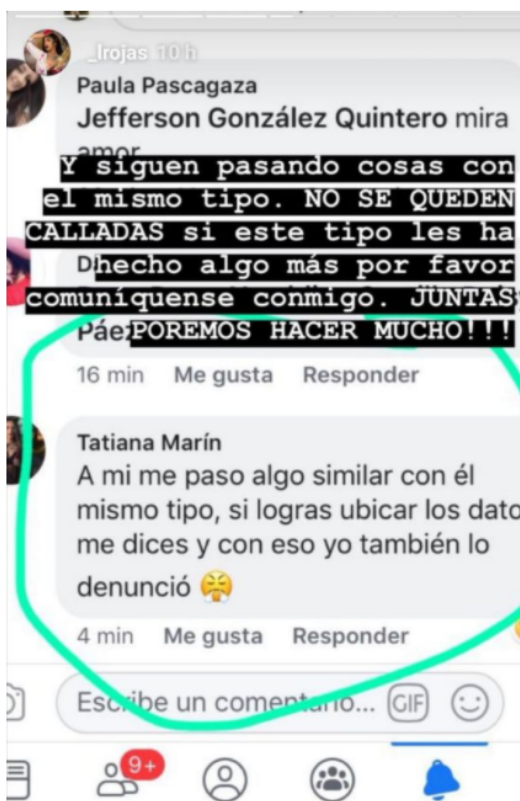 _lrojas 10 h
Paula Pascagaza
Jefferson González Quintero mira
amor
Y siguen pasando cosas con
el mismo tipo. NO SE QUEDEN
CALLADAS si este tipo les ha
hecho algo más por favor
comuníquense conmigo. JUNTAS
Páez
POREMOS HACER MUCHO!!!
16 min Me gusta Responder
Tatiana Marín
A mi me paso algo similar con él
mismo tipo, si logras ubicar los dato
me dices y con eso yo también lo
denunció 😤
4 min Me gusta Responder
Escribe un comentario... GIF
9+